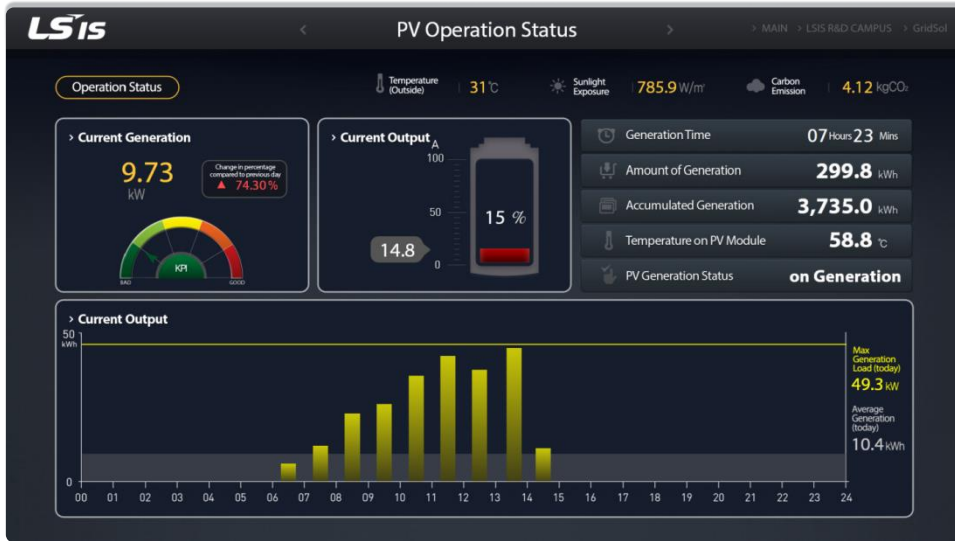 LSIS
< PV Operation Status >
> MAIN > LSIS R&D CAMPUS > GridSol
Operation Status
Temperature (Outside) 31°C
Sunlight Exposure 785.9 W/m²
Carbon Emission 4.12 kgCO₂
> Current Generation
9.73
kW
Change in percentage
compared to previous day
▲ 74.30 %
KPI
BAD GOOD
> Current Output
A
100
50
0
15 %
14.8
Generation Time 07 Hours 23 Mins
Amount of Generation 299.8 kWh
Accumulated Generation 3,735.0 kWh
Temperature on PV Module 58.8 °C
PV Generation Status on Generation
> Current Output
50
kWh
0
00 01 02 03 04 05 06 07 08 09 10 11 12 13 14 15 16 17 18 19 20 21 22 23 24
Max
Generation
Load (today)
49.3 kW
Average
Generation
(today)
10.4 kWh